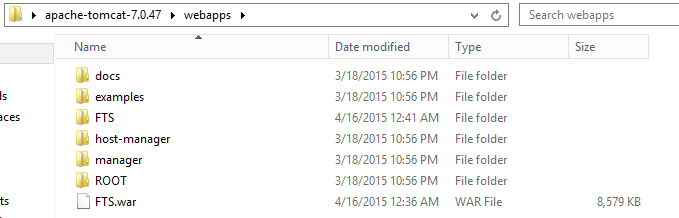 apache-tomcat-7.0.47 webapps Search webapps
Name Date modified Type Size
docs 3/18/2015 10:56 PM File folder
examples 3/18/2015 10:56 PM File folder
FTS 4/16/2015 12:41 AM File folder
ls
host-manager 3/18/2015 10:56 PM File folder
aces
manager 3/18/2015 10:56 PM File folder
ROOT 3/18/2015 10:56 PM File folder
ts FTS.war 4/16/2015 12:36 AM WAR File 8,579 KB